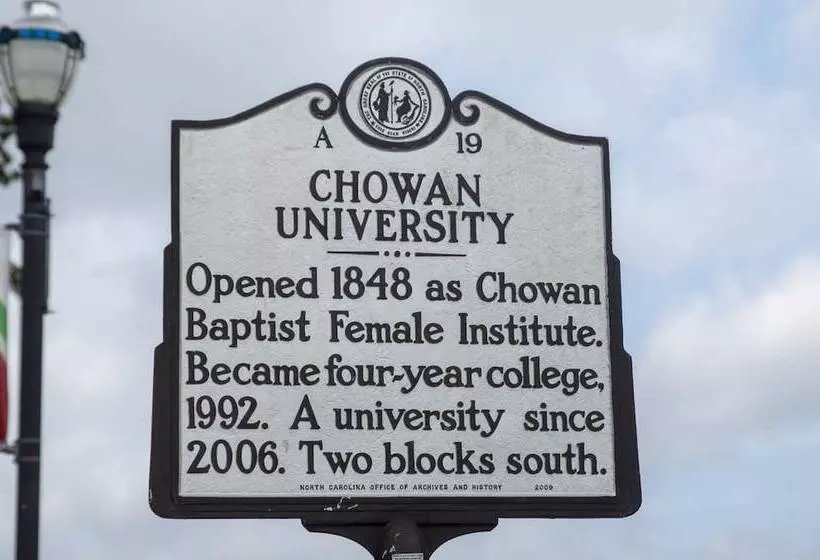 A 19
CHOWAN
UNIVERSITY
Opened 1848 as Chowan
Baptist Female Institute.
Became four-year college,
1992. A university since
2006. Two blocks south.
NORTH CAROLINA OFFICE OF ARCHIVES AND HISTORY 2009